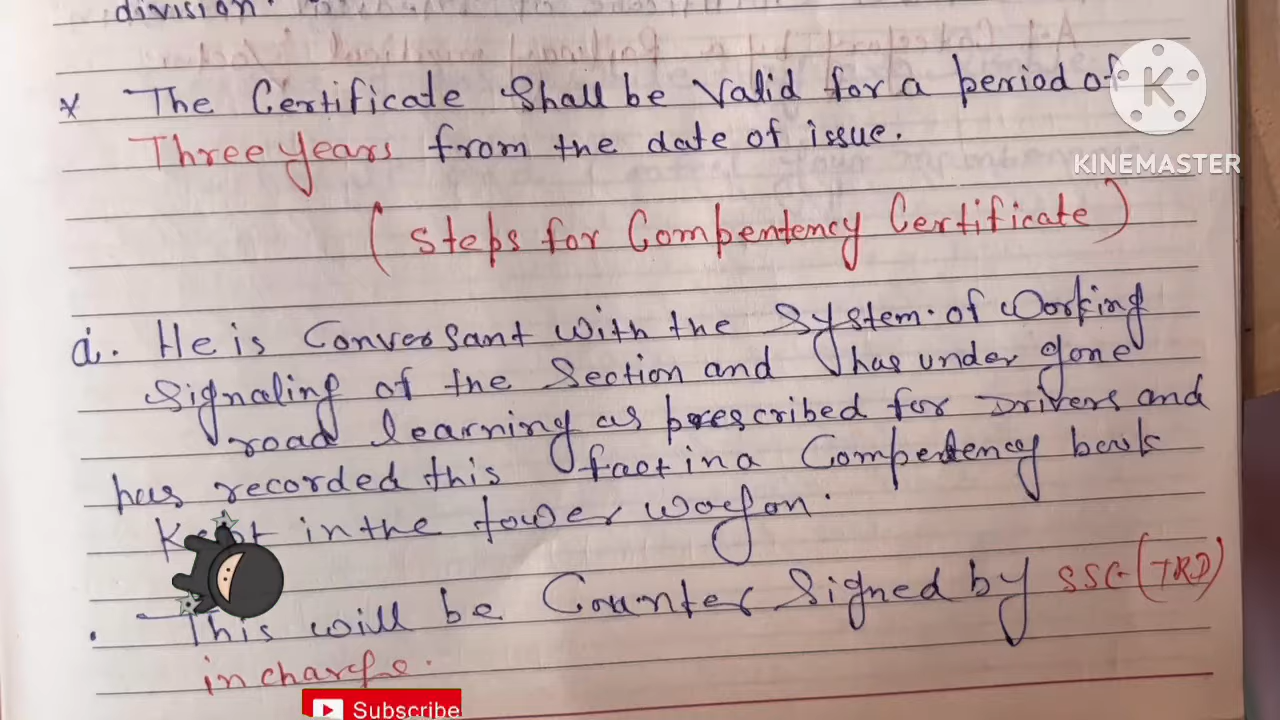 division.
* The Certificate Shall be Valid for a period of
Three years from the date of issue.
(Steps for Compentency Certificate)
a. He is Conversant with the System of Working
Signaling of the Section and has under gone
road learning as prescribed for Drivers and
has recorded this fact in a Competency book
Kept in the tower wagon.
. This will be Counter Signed by SSE (TRD)
incharge.
KINEMASTER
Subscribe